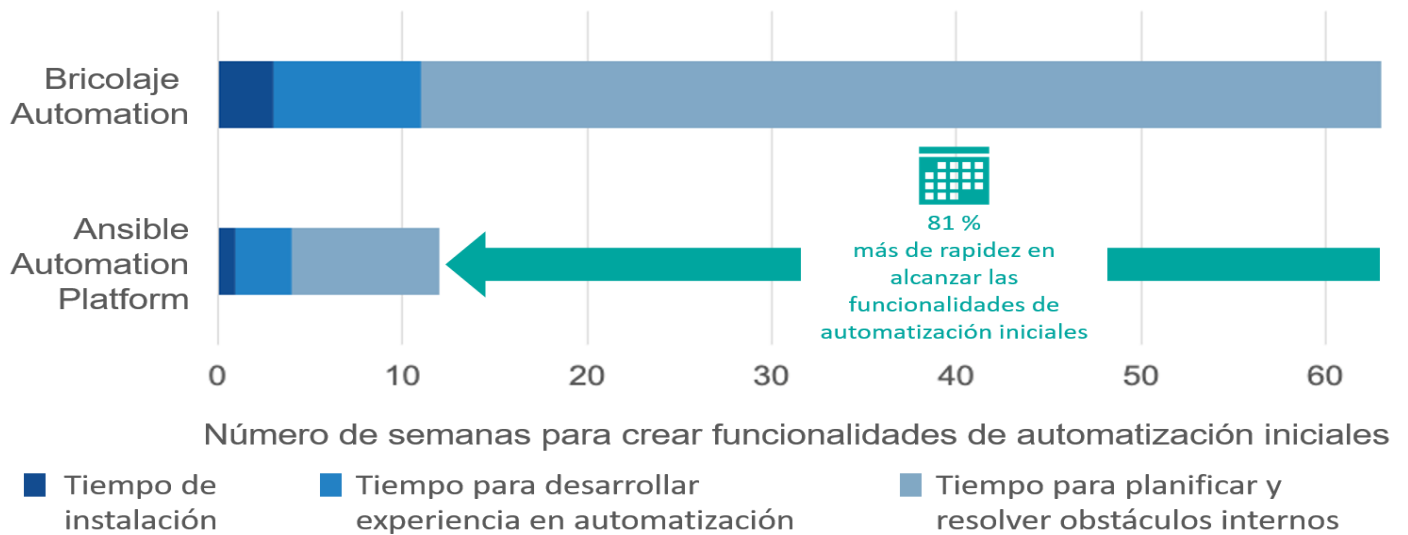 Bricolaje
Automation
81 %
más de rapidez en
alcanzar las
funcionalidades de
automatización iniciales
Ansible
Automation
Platform
0 10 20 30 40 50 60
Número de semanas para crear funcionalidades de automatización iniciales
Tiempo de
instalación
Tiempo para desarrollar
experiencia en automatización
Tiempo para planificar y
resolver obstáculos internos